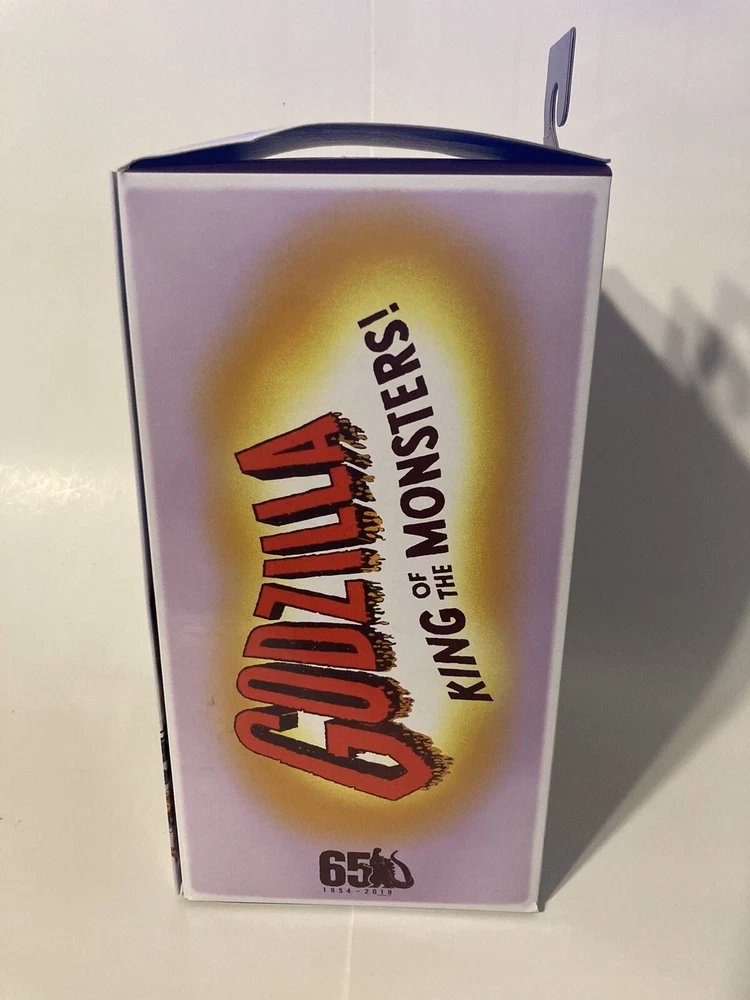 GODZILLA
KING OF THE MONSTERS!
65
1954-2019